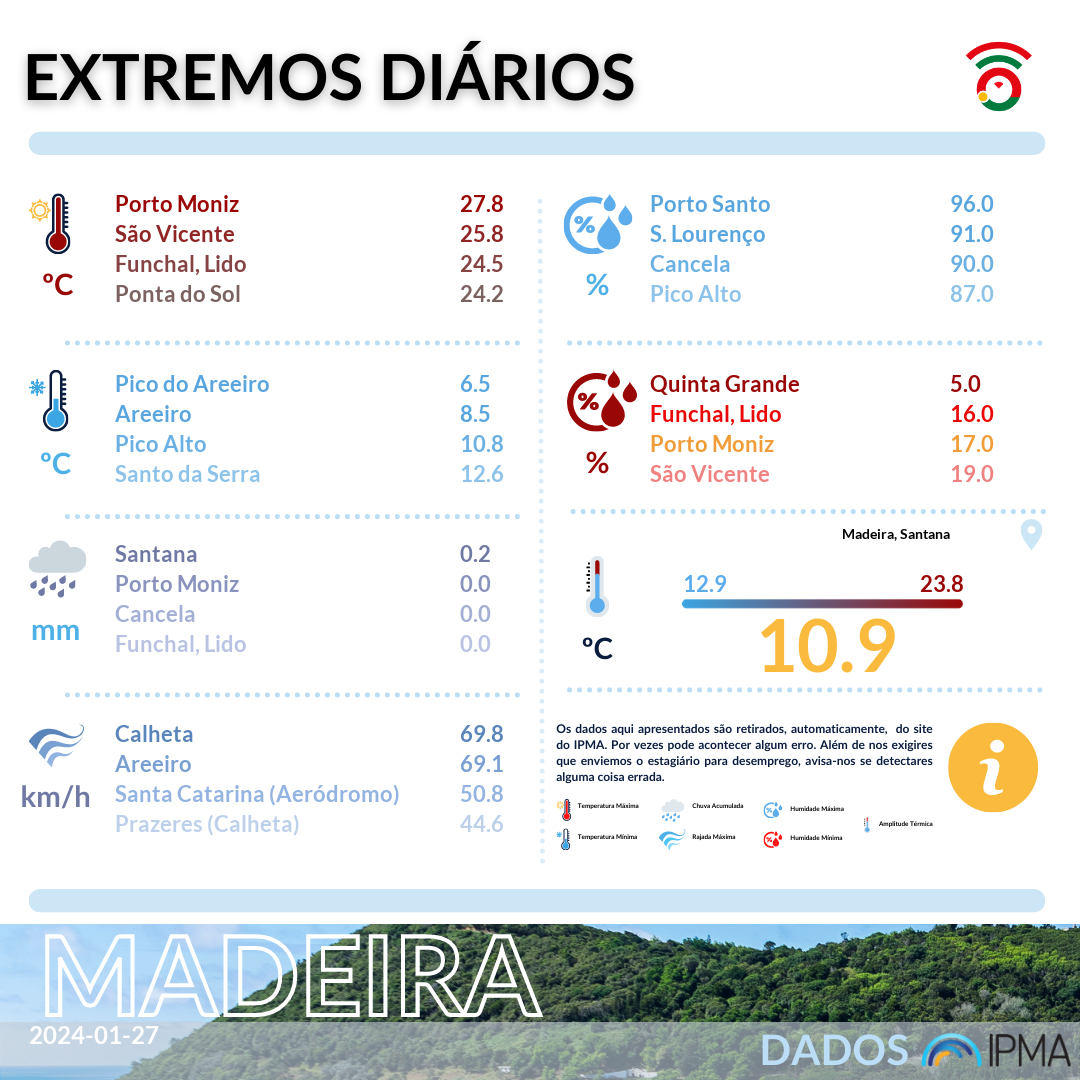 EXTREMOS DIÁRIOS
ºC
Porto Moniz 27.8
São Vicente 25.8
Funchal, Lido 24.5
Ponta do Sol 24.2
ºC
Pico do Areeiro 6.5
Areeiro 8.5
Pico Alto 10.8
Santo da Serra 12.6
mm
Santana 0.2
Porto Moniz 0.0
Cancela 0.0
Funchal, Lido 0.0
km/h
Calheta 69.8
Areeiro 69.1
Santa Catarina (Aeródromo) 50.8
Prazeres (Calheta) 44.6
%
%
Porto Santo 96.0
S. Lourenço 91.0
Cancela 90.0
Pico Alto 87.0
%
%
Quinta Grande 5.0
Funchal, Lido 16.0
Porto Moniz 17.0
São Vicente 19.0
Madeira, Santana
ºC
12.9 23.8
10.9
Os dados aqui apresentados são retirados, automaticamente, do site
do IPMA. Por vezes pode acontecer algum erro. Além de nos exigires
que enviemos o estagiário para desemprego, avisa-nos se detectares
alguma coisa errada.
i
Temperatura Máxima
Chuva Acumulada
Humidade Máxima
Amplitude Térmica
Temperatura Mínima
Rajada Máxima
Humidade Mínima
MADEIRA
2024-01-27
DADOS IPMA